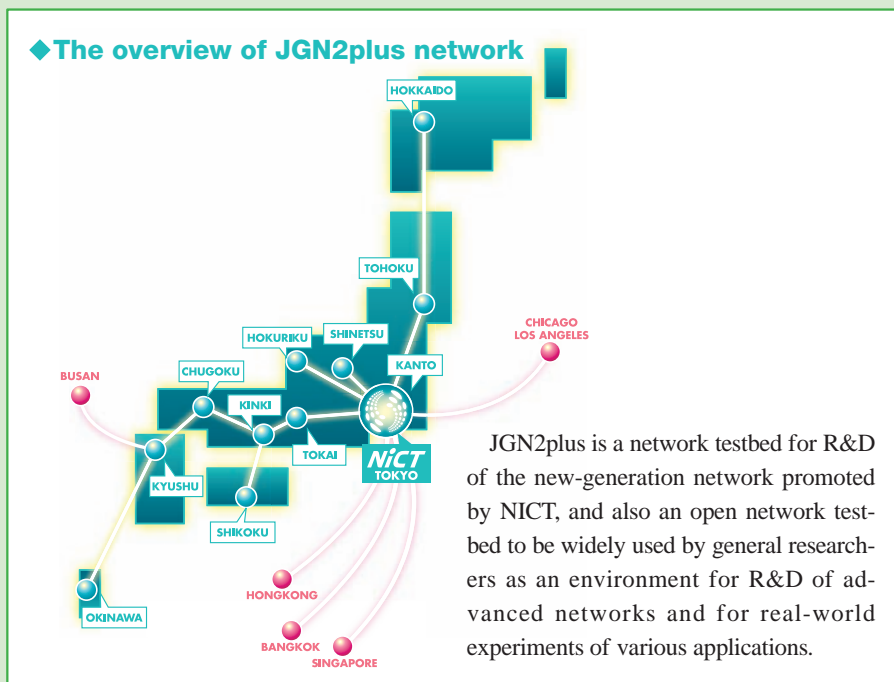 ◆The overview of JGN2plus network
HOKKAIDO
TOHOKU
CHICAGO
LOS ANGELES
SHINETSU
HOKURIKU
KANTO
CHUGOKU
BUSAN
KINKI
TOKAI
NiCT
TOKYO
KYUSHU
SHIKOKU
HONGKONG
OKINAWA
BANGKOK
SINGAPORE
JGN2plus is a network testbed for R&D
of the new-generation network promoted
by NICT, and also an open network test-
bed to be widely used by general research-
ers as an environment for R&D of ad-
vanced networks and for real-world
experiments of various applications.